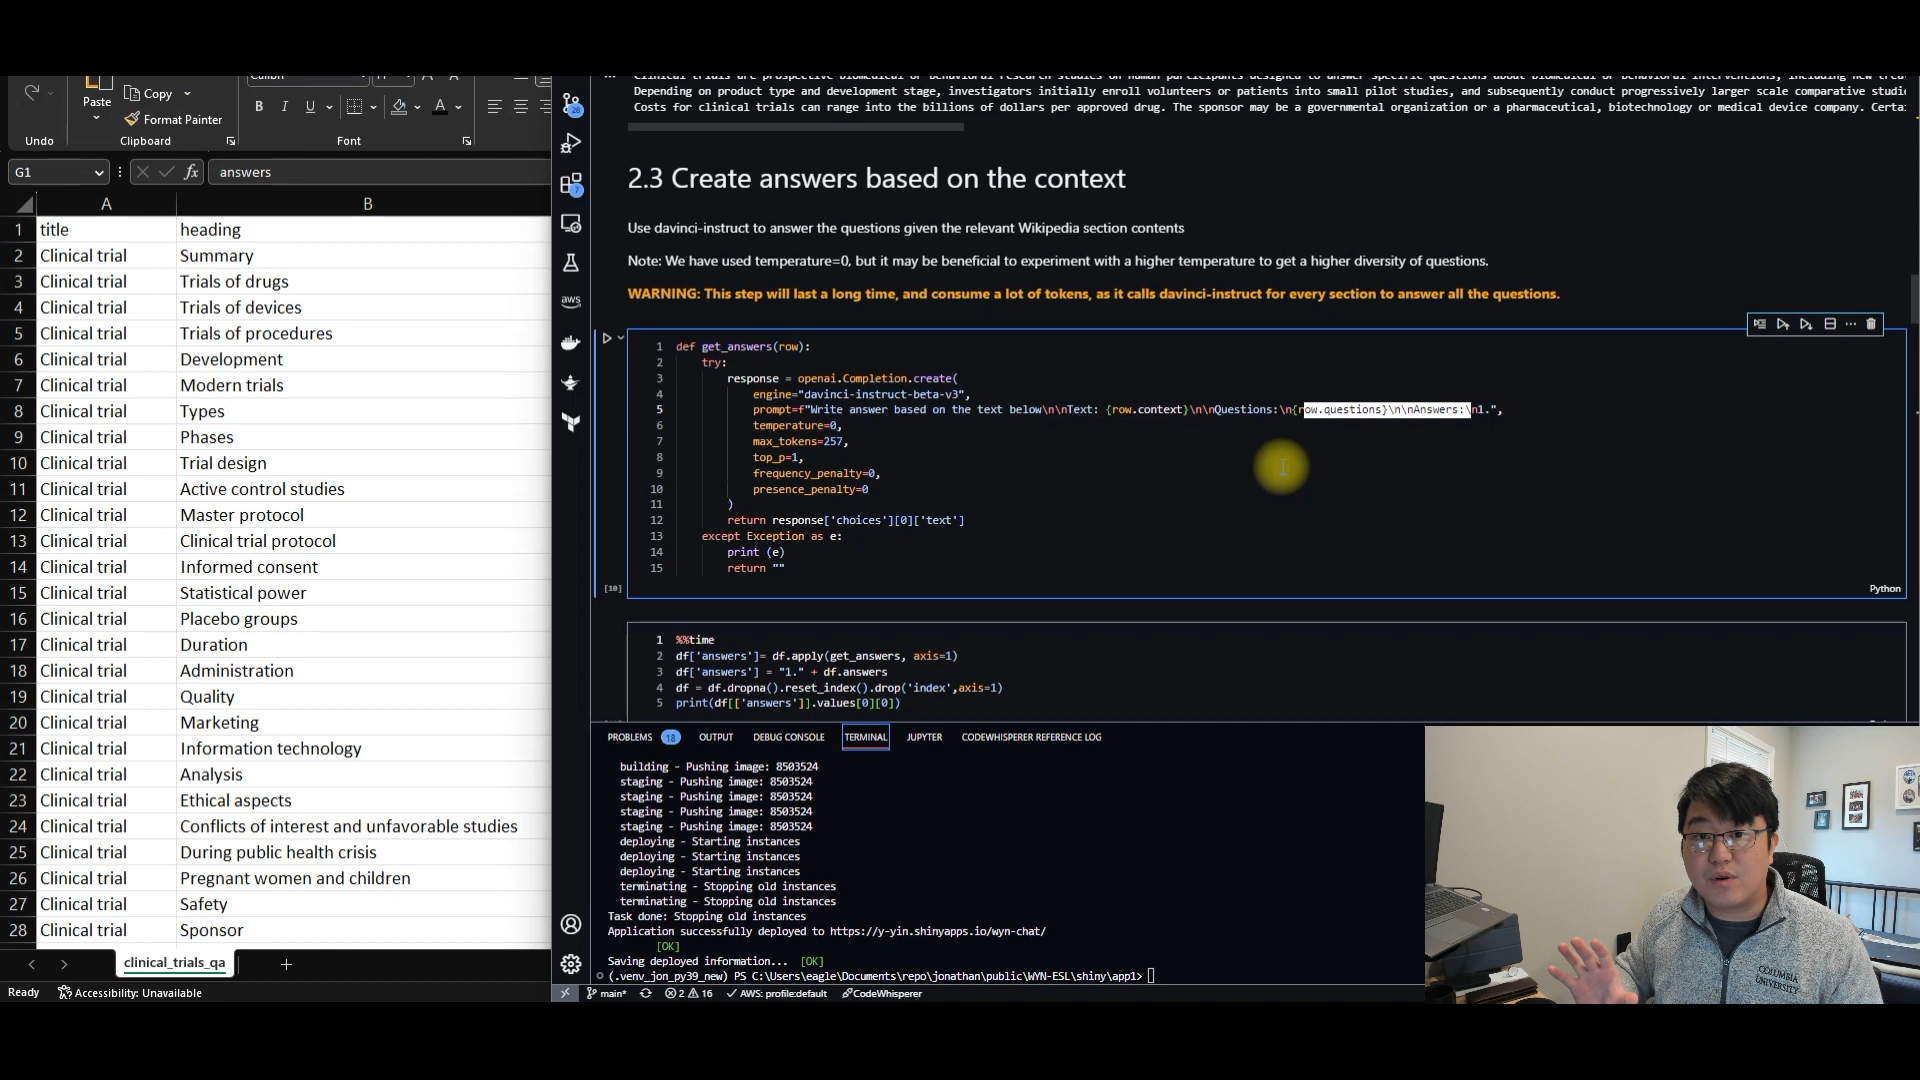 Calibri
Paste
Copy
Format Painter
B I U A
Undo
Clipboard
Font
G1
fx
answers
A B
1 title heading
2 Clinical trial Summary
3 Clinical trial Trials of drugs
4 Clinical trial Trials of devices
5 Clinical trial Trials of procedures
6 Clinical trial Development
7 Clinical trial Modern trials
8 Clinical trial Types
9 Clinical trial Phases
10 Clinical trial Trial design
11 Clinical trial Active control studies
12 Clinical trial Master protocol
13 Clinical trial Clinical trial protocol
14 Clinical trial Informed consent
15 Clinical trial Statistical power
16 Clinical trial Placebo groups
17 Clinical trial Duration
18 Clinical trial Administration
19 Clinical trial Quality
20 Clinical trial Marketing
21 Clinical trial Information technology
22 Clinical trial Analysis
23 Clinical trial Ethical aspects
24 Clinical trial Conflicts of interest and unfavorable studies
25 Clinical trial During public health crisis
26 Clinical trial Pregnant women and children
27 Clinical trial Safety
28 Clinical trial Sponsor
clinical_trials_qa
Ready
Accessibility: Unavailable
aws
Clinical trials are prospective biomedical or behavioral research studies on human participants designed to answer specific questions about biomedical or behavioral interventions, including new
Depending on product type and development stage, investigators initially enroll volunteers or patients into small pilot studies, and subsequently conduct progressively larger scale comparative studi
Costs for clinical trials can range into the billions of dollars per approved drug. The sponsor may be a governmental organization or a pharmaceutical, biotechnology or medical device company. Certa
2.3 Create answers based on the context
Use davinci-instruct to answer the questions given the relevant Wikipedia section contents
Note: We have used temperature=0, but it may be beneficial to experiment with a higher temperature to get a higher diversity of questions.
WARNING: This step will last a long time, and consume a lot of tokens, as it calls davinci-instruct for every section to answer all the questions.
1 def get_answers(row):
2 try:
3 response = openai.Completion.create(
4 engine="davinci-instruct-beta-v3",
5 prompt=f"Write answer based on the text below\n\nText: {row.context}\n\nQuestions:\n{row.questions}\n\nAnswers:\n1.",
6 temperature=0,
7 max_tokens=257,
8 top_p=1,
9 frequency_penalty=0,
10 presence_penalty=0
11 )
12 return response['choices'][0]['text']
13 except Exception as e:
14 print (e)
15 return ""
[10]
Python
1 %%time
2 df['answers']= df.apply(get_answers, axis=1)
3 df['answers'] = "1." + df.answers
4 df = df.dropna().reset_index().drop('index',axis=1)
5 print(df[['answers']].values[0][0])
PROBLEMS 18 OUTPUT DEBUG CONSOLE TERMINAL JUPYTER CODEWHISPERER REFERENCE LOG
building - Pushing image: 8503524
staging - Pushing image: 8503524
staging - Pushing image: 8503524
staging - Pushing image: 8503524
staging - Pushing image: 8503524
deploying - Starting instances
deploying - Starting instances
deploying - Starting instances
terminating - Stopping old instances
terminating - Stopping old instances
Task done: Stopping old instances
Application successfully deployed to https://y-yin.shinyapps.io/wyn-chat/
[OK]
Saving deployed information... [OK]
(.venv_jon_py39_new) PS C:\Users\eagle\Documents\repo\jonathan\public\WYN-ESL\shiny\app1>
main* 2 16 AWS: profile:default CodeWhisperer
COLUMBIA
UNIVERSITY